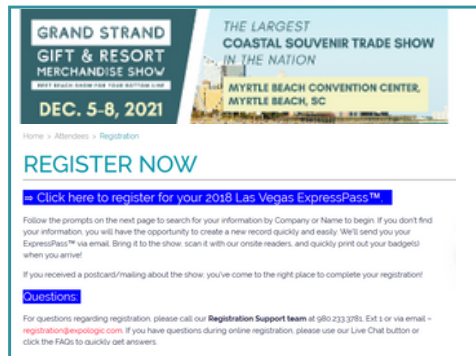 GRAND STRAND
GIFT & RESORT
MERCHANDISE SHOW
BEST BEACH SHOW FOR YOUR BOTTOM LINE
DEC. 5-8, 2021
THE LARGEST
COASTAL SOUVENIR TRADE SHOW
IN THE NATION
MYRTLE BEACH CONVENTION CENTER,
MYRTLE BEACH, SC
Home > Attendees > Registration
REGISTER NOW
⇨ Click here to register for your 2018 Las Vegas ExpressPass™.
Follow the prompts on the next page to search for your information by Company or Name to begin. If you don't find
your information, you will have the opportunity to create a new record quickly and easily. We'll send you your
ExpressPass™ via email. Bring it to the show, scan it with our onsite readers, and quickly print out your badge(s)
when you arrive!
If you received a postcard/mailing about the show, you've come to the right place to complete your registration!
Questions:
For questions regarding registration, please call our Registration Support team at 980.233.3781, Ext 1 or via email –
registration@expologic.com. If you have questions during online registration, please use our Live Chat button or
click the FAQs to quickly get answers.